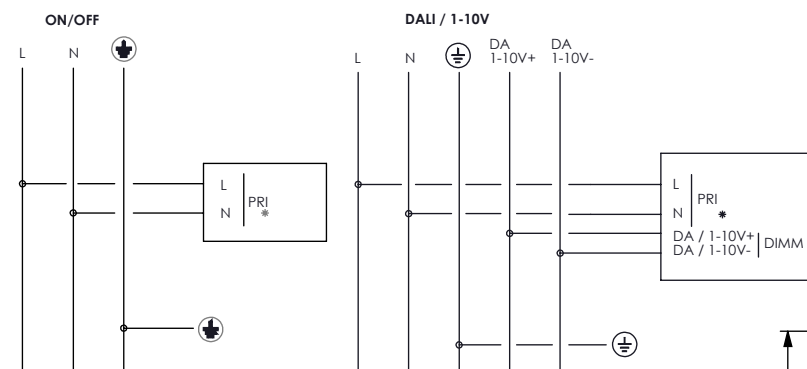 ON/OFF
L N
L
N
PRI
*
DALI / 1-10V
L N
DA
1-10V+
DA
1-10V-
L
N
PRI
*
DA / 1-10V+
DA / 1-10V-
DIMM